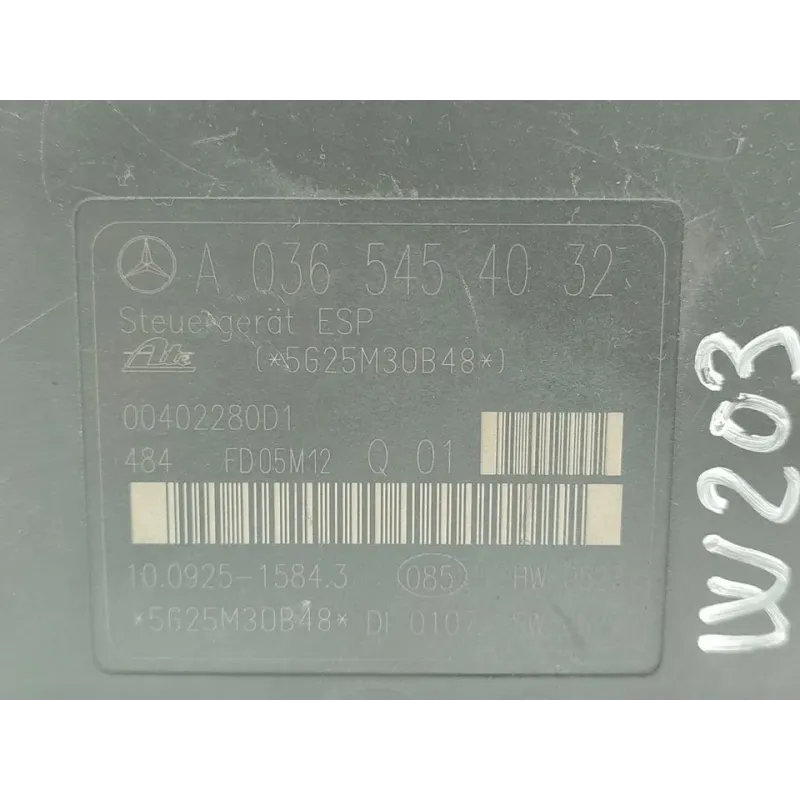 A 036 545 40 32
Steuergerät ESP
Ate (*5G25M30B48*)
00402280D1
484 FD05M12 Q 01
10.0925-1584.3 085 HW
*5G25M30B48* DI
W203